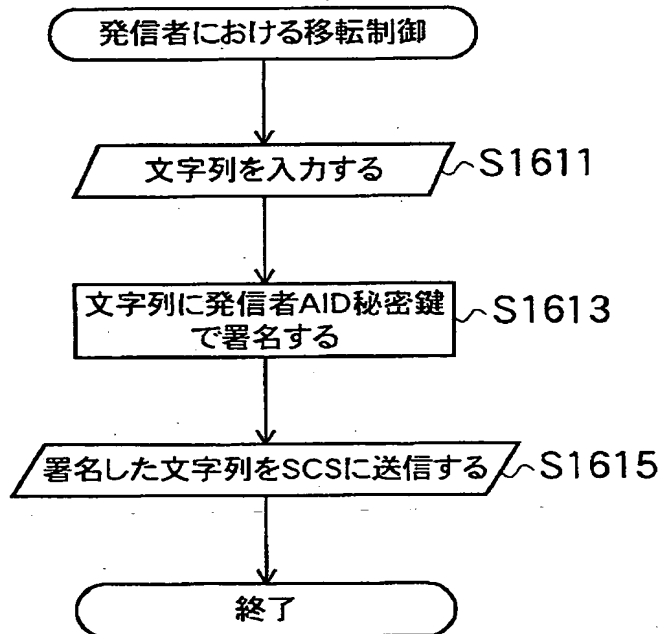 発信者における移転制御
文字列を入力する
S1611
文字列に発信者AID秘密鍵
で署名する
S1613
署名した文字列をSCSに送信する
S1615
終了